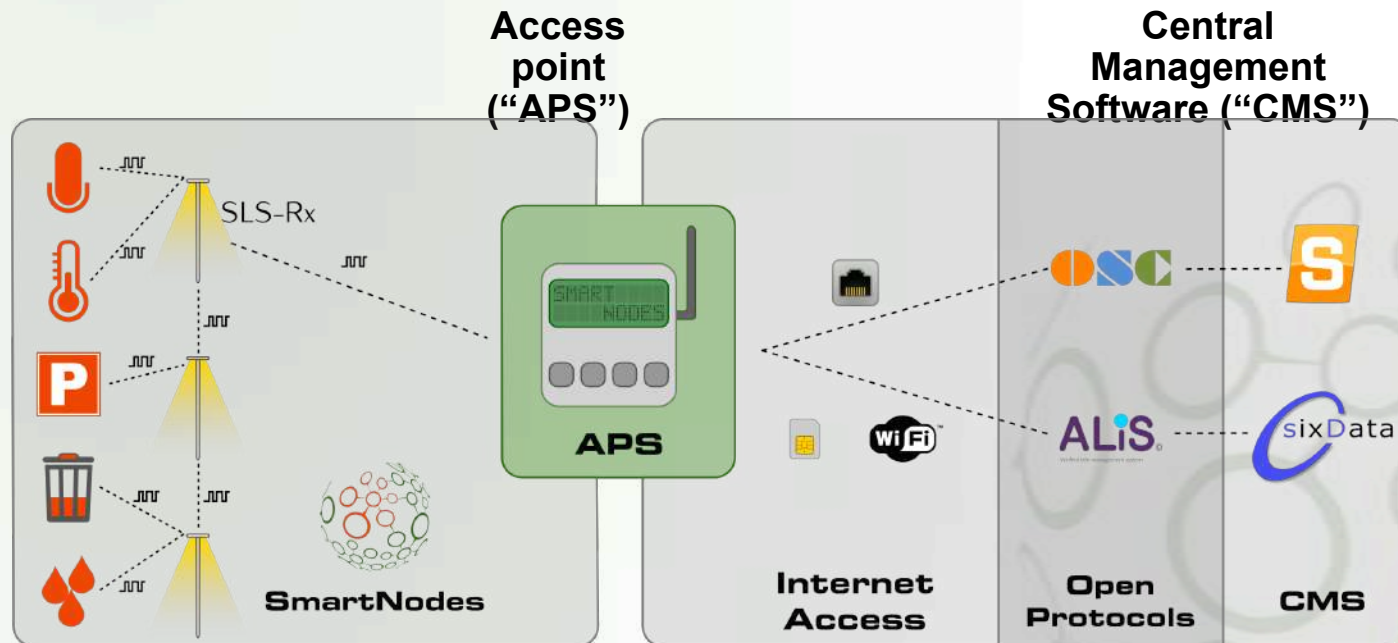 Access
point
(“APS”)
Central
Management
Software (“CMS”)
SLS-Rx
P
SmartNodes
SMART
NODES
APS
WiFi
Internet
Access
OSC
ALiS
Open
Protocols
S
sixData
CMS